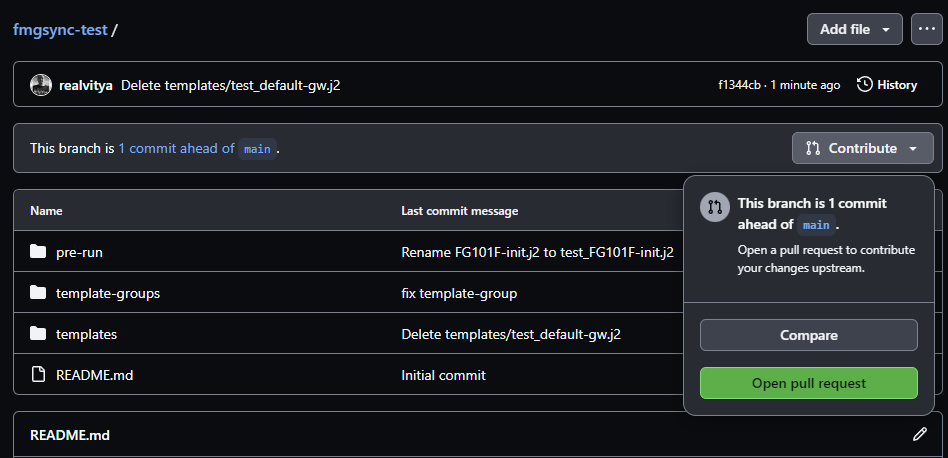 fmgsync-test /
Add file
realvitya Delete templates/test_default-gw.j2
f1344cb · 1 minute ago
History
This branch is 1 commit ahead of main .
Contribute
Name
Last commit message
pre-run
Rename FG101F-init.j2 to test_FG101F-init.j2
template-groups
fix template-group
templates
Delete templates/test_default-gw.j2
README.md
Initial commit
This branch is 1 commit
ahead of main .
Open a pull request to contribute
your changes upstream.
Compare
Open pull request
README.md